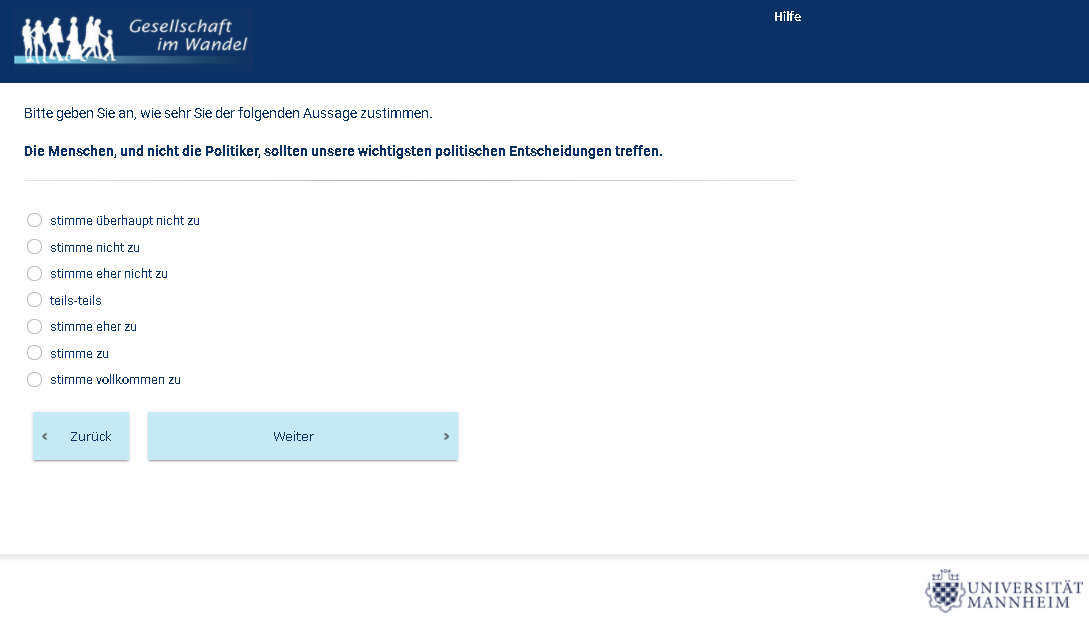 Gesellschaft
im Wandel
Hilfe
Bitte geben Sie an, wie sehr Sie der folgenden Aussage zustimmen.
Die Menschen, und nicht die Politiker, sollten unsere wichtigsten politischen Entscheidungen treffen.
stimme überhaupt nicht zu
stimme nicht zu
stimme eher nicht zu
teils-teils
stimme eher zu
stimme zu
stimme vollkommen zu
Zurück
Weiter
UNIVERSITÄT
MANNHEIM